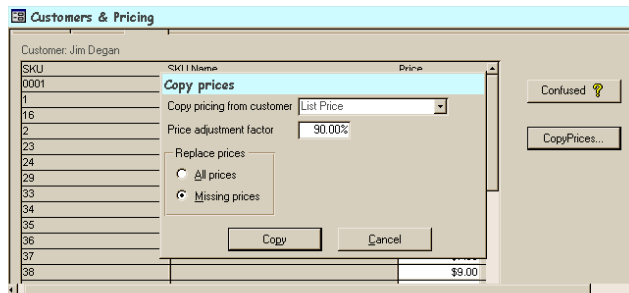 Customers & Pricing
Customer: Jim Degan
SKU SKU Name Price
0001
1
16
2
23
24
29
33
34
35
36
37
38 $9.00
Copy prices
Copy pricing from customer List Price
Price adjustment factor 90.00%
Replace prices
All prices
Missing prices
Copy Cancel
Confused ?
CopyPrices...